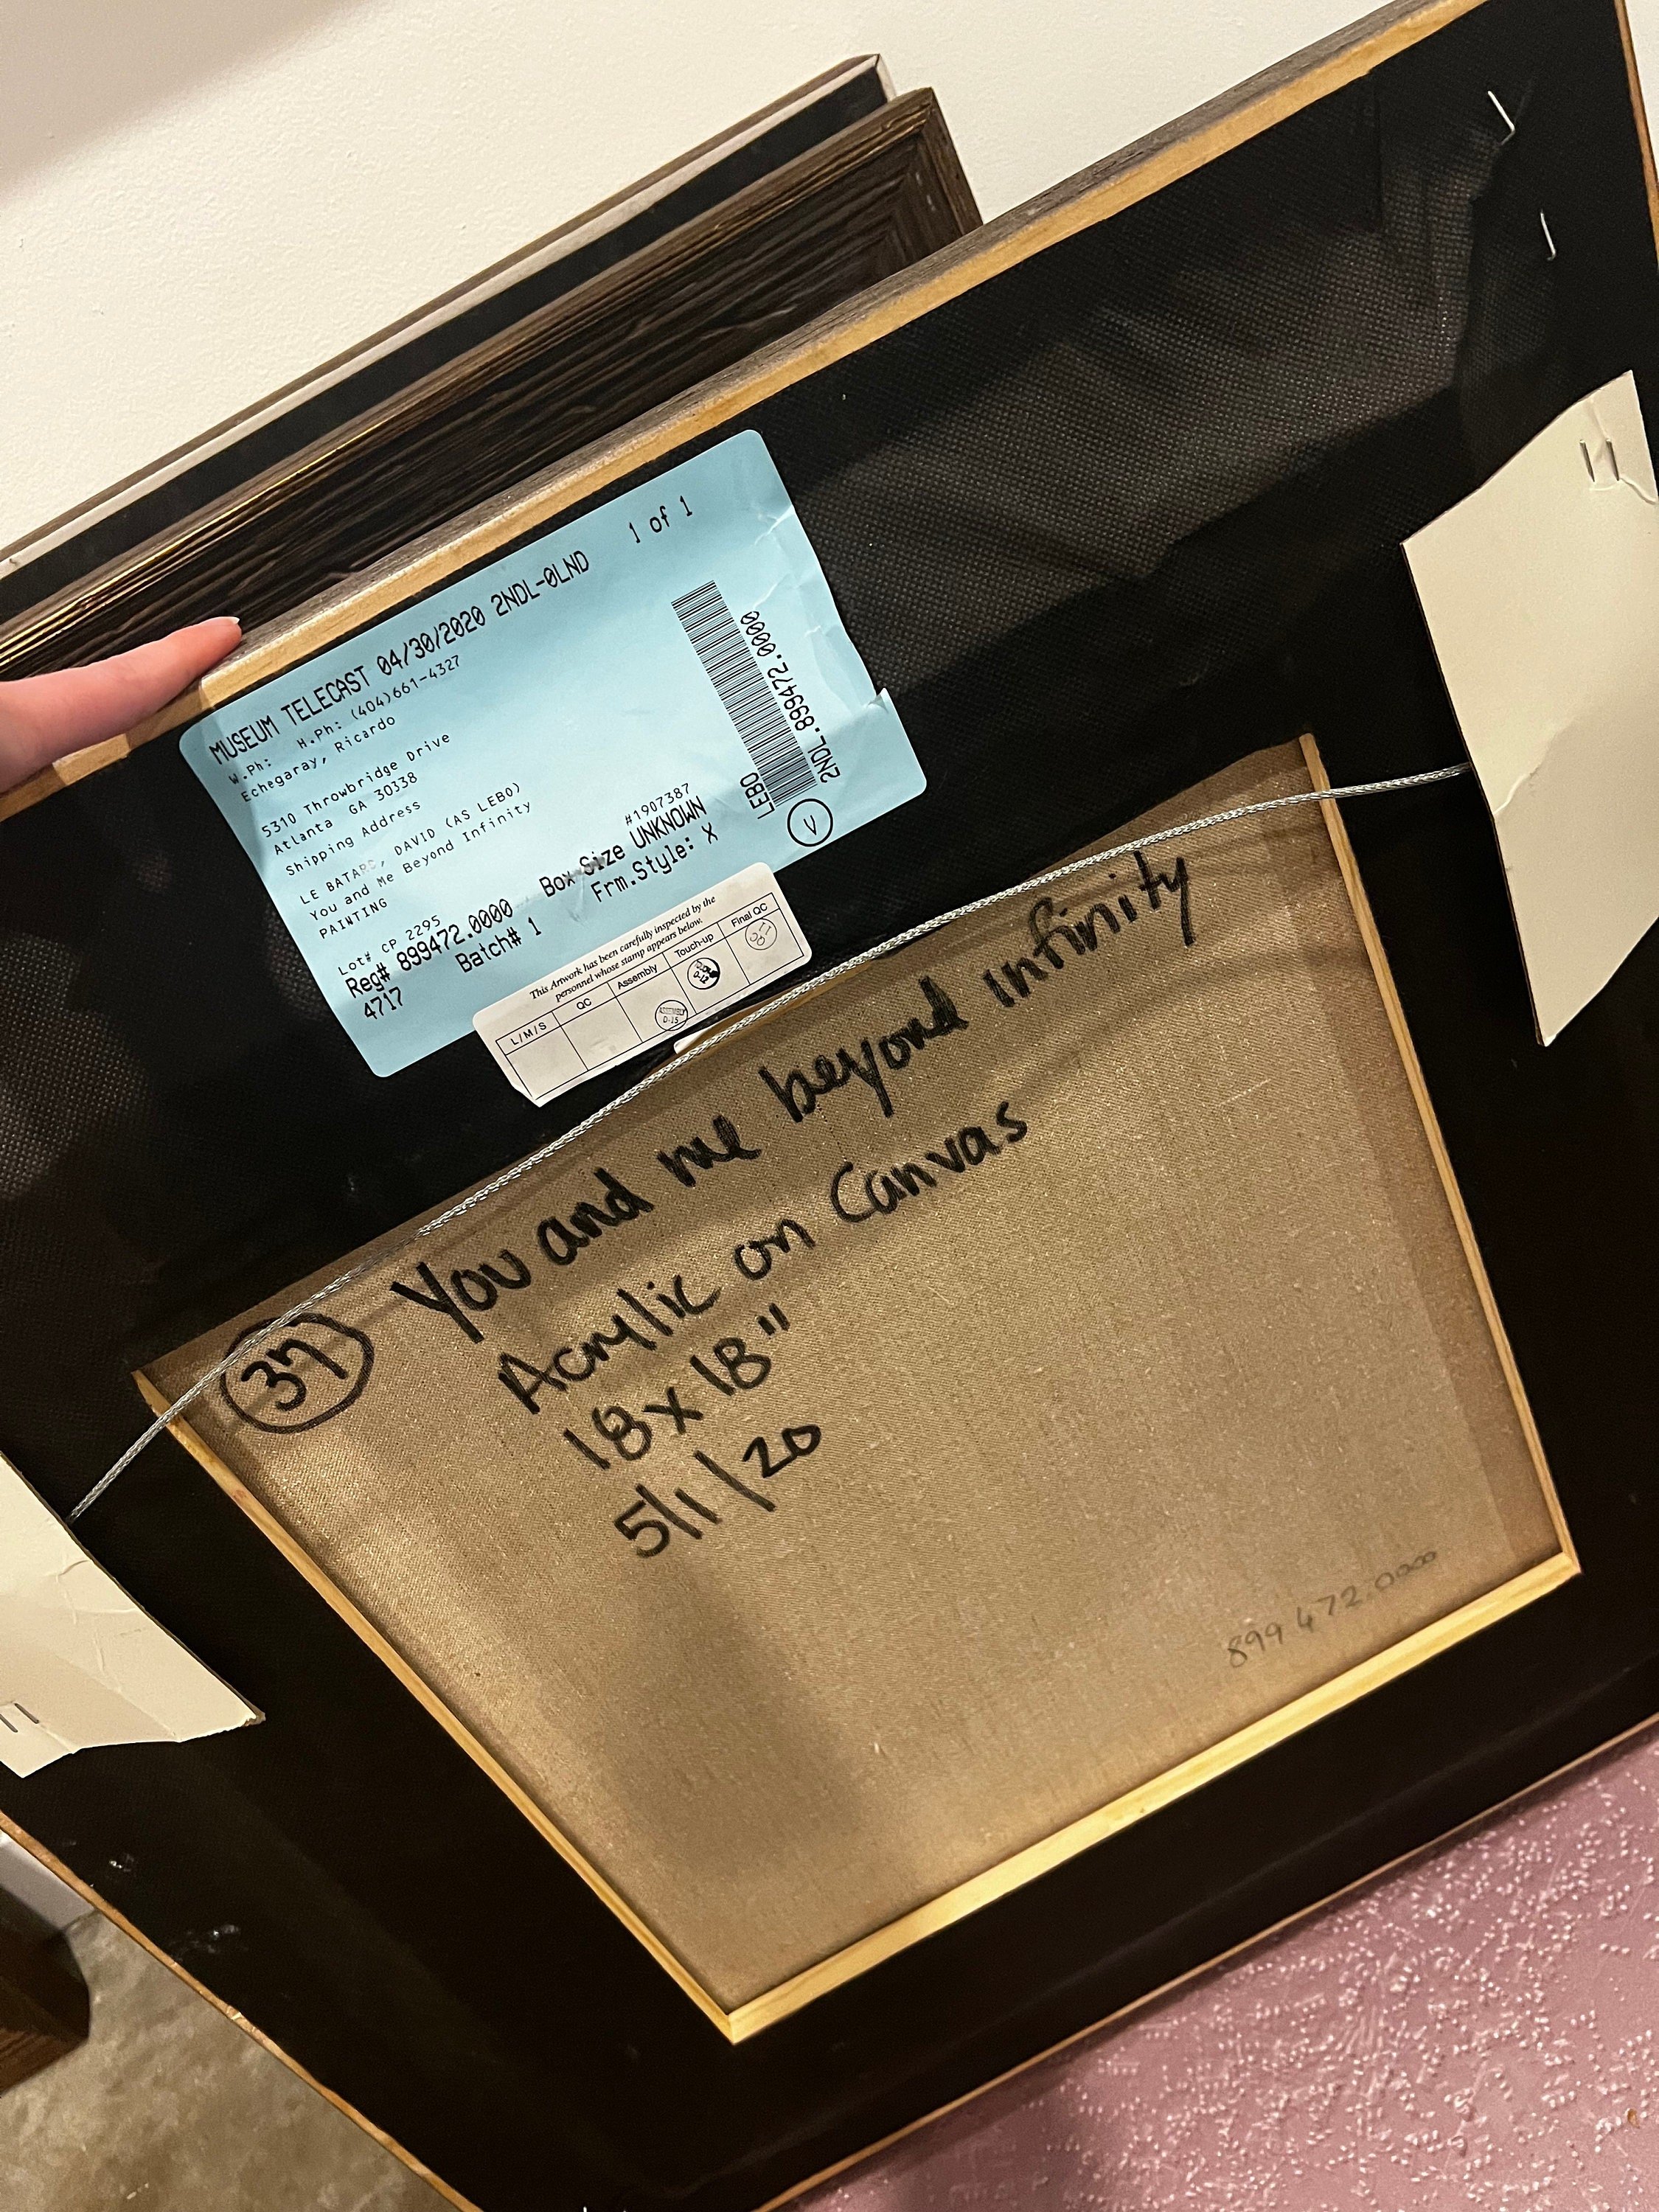 MUSEUM TELECAST 04/30/2020 2NDL-0LND 1 of 1
W.Ph: H.Ph: (404)661-4327
Echegaray, Ricardo
5310 Throwbridge Drive
Atlanta GA 30338
Shipping Address
LE BATARD, DAVID (AS LEBO)
You and Me Beyond Infinity
PAINTING
#1907387
Lot# CP 2295 Box Size UNKNOWN
Reg# 899472.0000 Frm.Style: X
4717 Batch# 1
LEBO
2NDL.899472.0000
V
This Artwork has been carefully inspected by the
personnel whose stamp appears below.
L/M/S QC Assembly Touch-up Final QC
ASSEMBLY
D-15
37 You and me beyond infinity
Acrylic on Canvas
18x18"
5/1/20
899472.0000